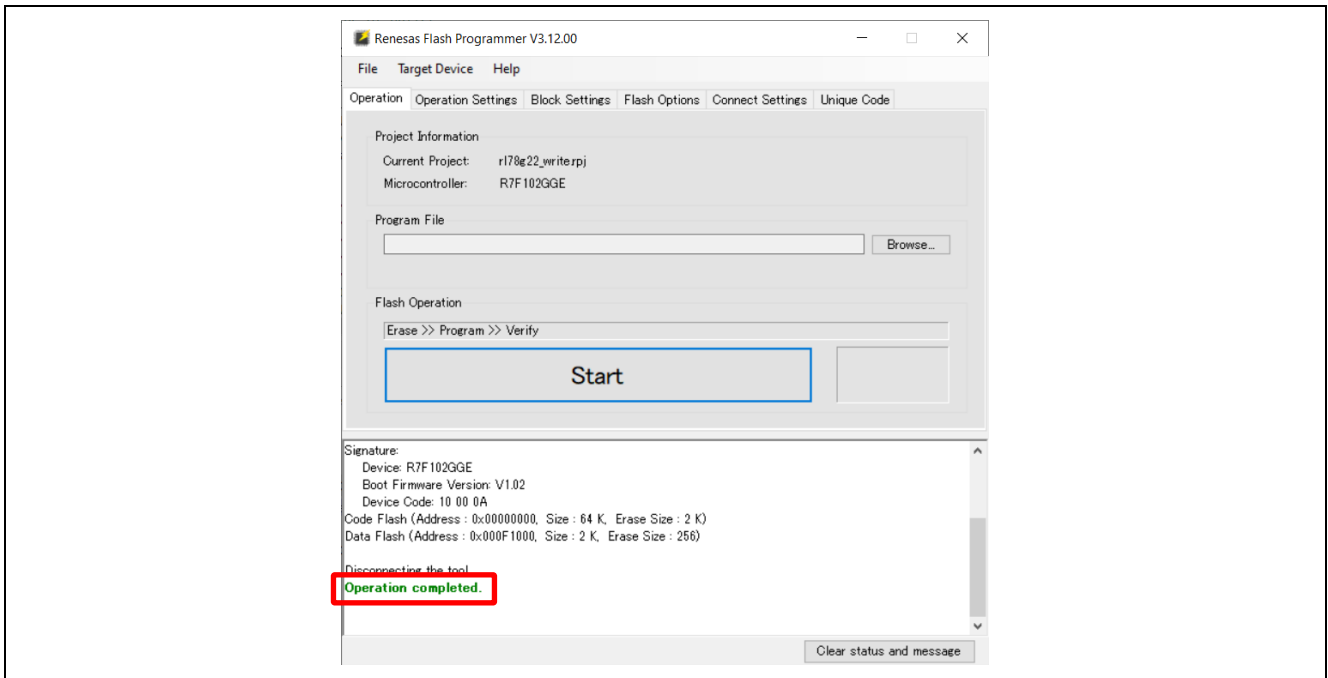 Renesas Flash Programmer V3.12.00
File Target Device Help
Operation Operation Settings Block Settings Flash Options Connect Settings Unique Code
Project Information
Current Project: rl78g22_write.rpj
Microcontroller: R7F102GGE
Program File
Browse...
Flash Operation
Erase >> Program >> Verify
Start
Signature:
Device: R7F102GGE
Boot Firmware Version: V1.02
Device Code: 10 00 0A
Code Flash (Address : 0x00000000, Size : 64 K, Erase Size : 2 K)
Data Flash (Address : 0x000F1000, Size : 2 K, Erase Size : 256)
Disconnecting the tool
Operation completed.
Clear status and message